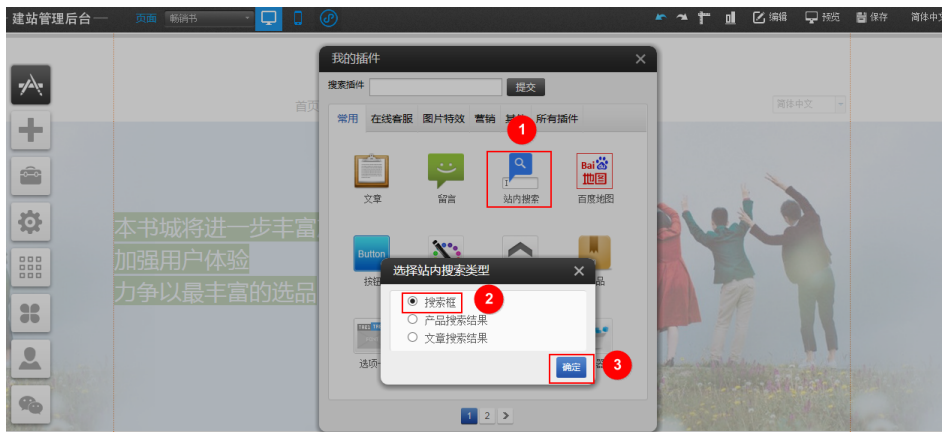 建站管理后台
页面 畅销书
编辑 预览 保存 简体中文
我的插件
搜索插件 提交
首页
简体中文
常用 在线客服 图片特效 营销 所有插件
1
Bai
地图
文章 留言 站内搜索 百度地图
本书城将进一步丰富
加强用户体验
力争以最丰富的选品
Button
选择站内搜索类型
搜索框
2
产品搜索结果
文章搜索结果
确定
3
1 2